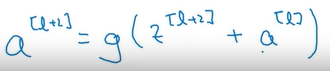 a^[l+2] = g(z^[l+2] + a^[l])